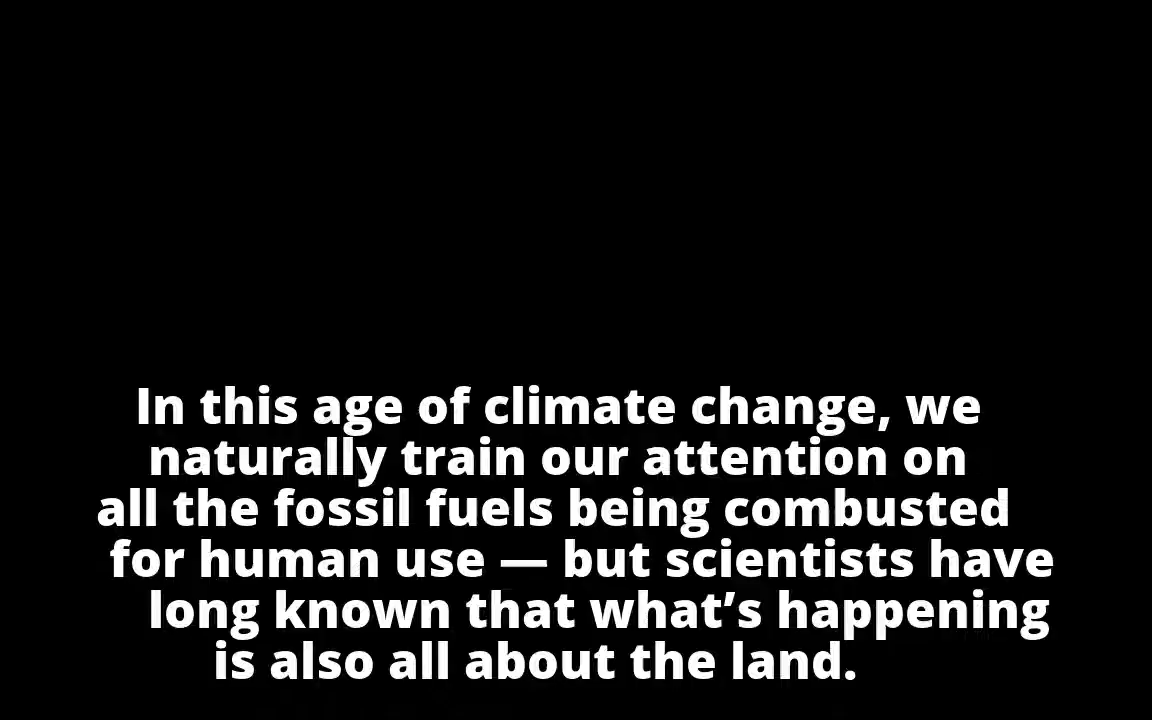 In this age of climate change, we
naturally train our attention on
all the fossil fuels being combusted
for human use — but scientists have
long known that what’s happening
is also all about the land.